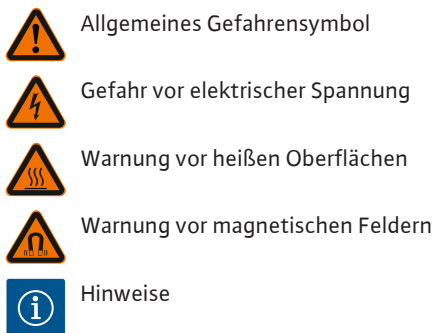 Allgemeines Gefahrensymbol
Gefahr vor elektrischer Spannung
Warnung vor heißen Oberflächen
Warnung vor magnetischen Feldern
Hinweise